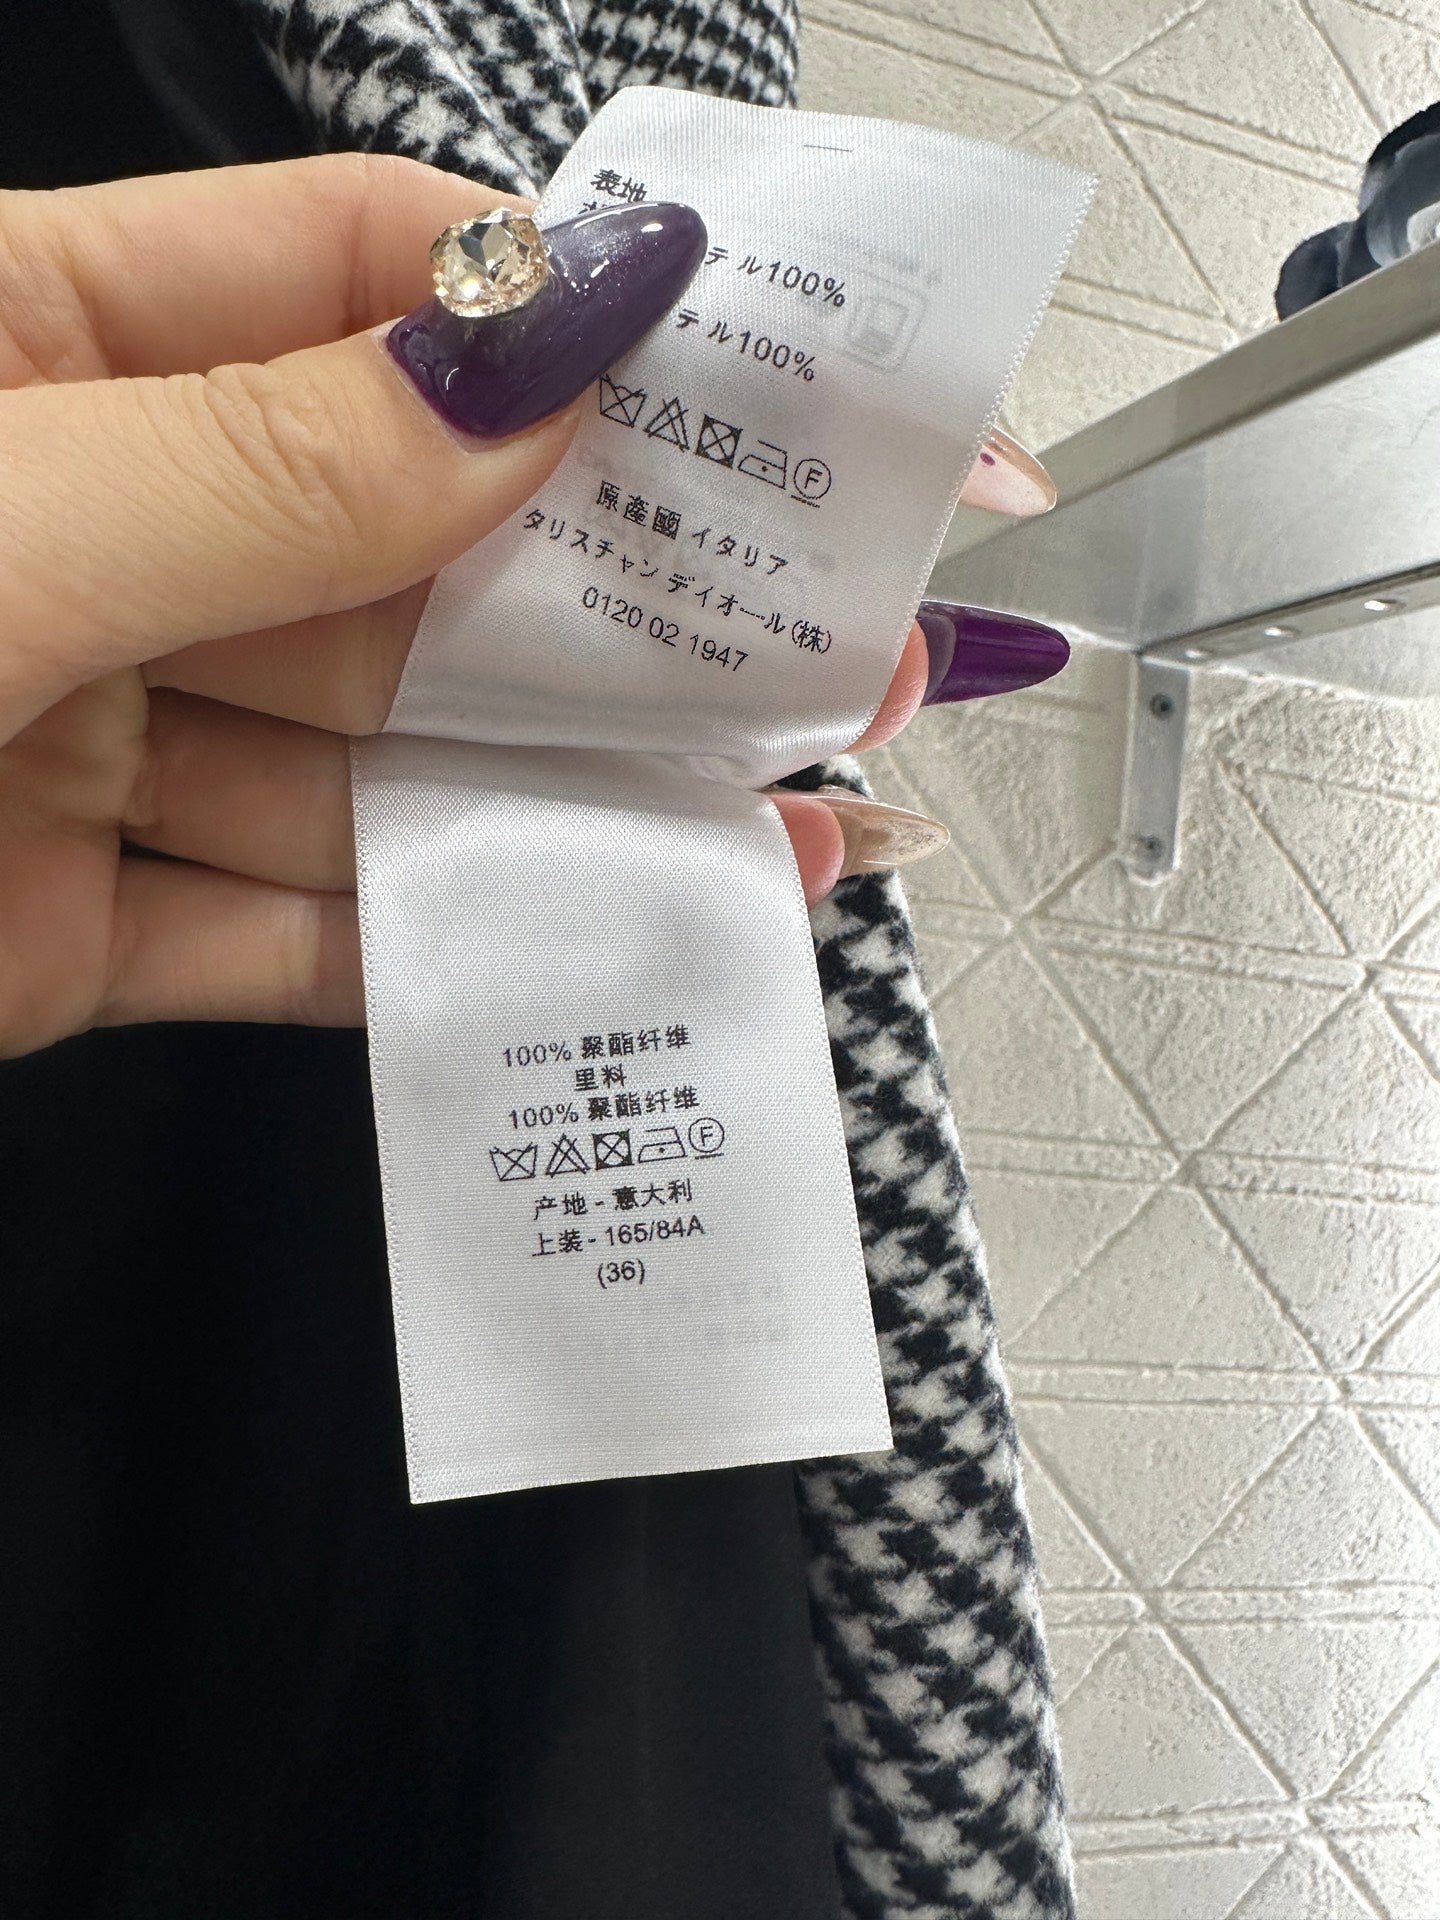 表地
テル100%
テル100%
F
原産國 イタリア
タリスチャン ディオール(株)
0120 02 1947
100% 聚酯纤维
里料
100% 聚酯纤维
F
产地 - 意大利
上装 - 165/84A
(36)